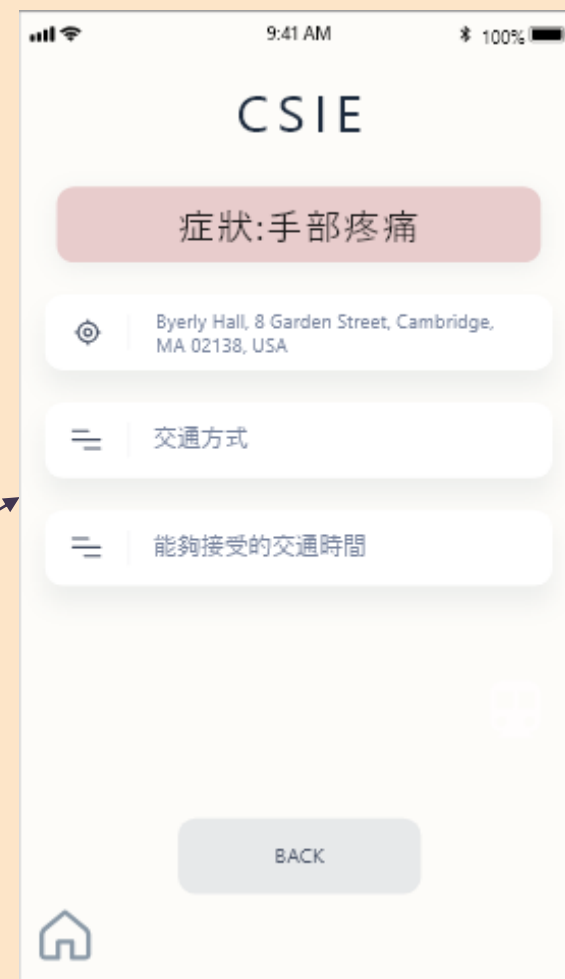 9:41 AM
100%
CSIE
症狀:手部疼痛
Byerly Hall, 8 Garden Street, Cambridge,
MA 02138, USA
交通方式
能夠接受的交通時間
BACK